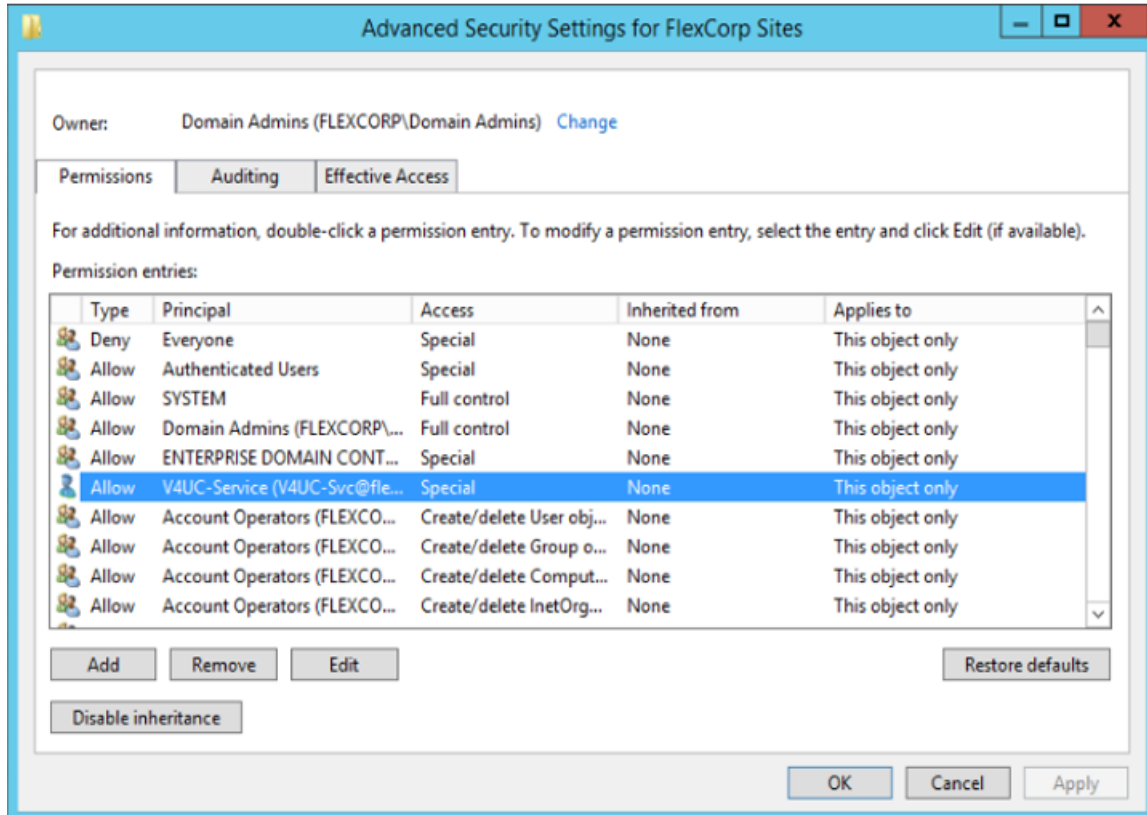 Advanced Security Settings for FlexCorp Sites
Owner: Domain Admins (FLEXCORP\Domain Admins) Change
Permissions Auditing Effective Access
For additional information, double-click a permission entry. To modify a permission entry, select the entry and click Edit (if available).
Permission entries:
Type Principal Access Inherited from Applies to
Deny Everyone Special None This object only
Allow Authenticated Users Special None This object only
Allow SYSTEM Full control None This object only
Allow Domain Admins (FLEXCORP\... Full control None This object only
Allow ENTERPRISE DOMAIN CONT... Special None This object only
Allow V4UC-Service (V4UC-Svc@fle... Special None This object only
Allow Account Operators (FLEXCO... Create/delete User obj... None This object only
Allow Account Operators (FLEXCO... Create/delete Group o... None This object only
Allow Account Operators (FLEXCO... Create/delete Comput... None This object only
Allow Account Operators (FLEXCO... Create/delete InetOrg... None This object only
Add Remove Edit Restore defaults
Disable inheritance
OK Cancel Apply